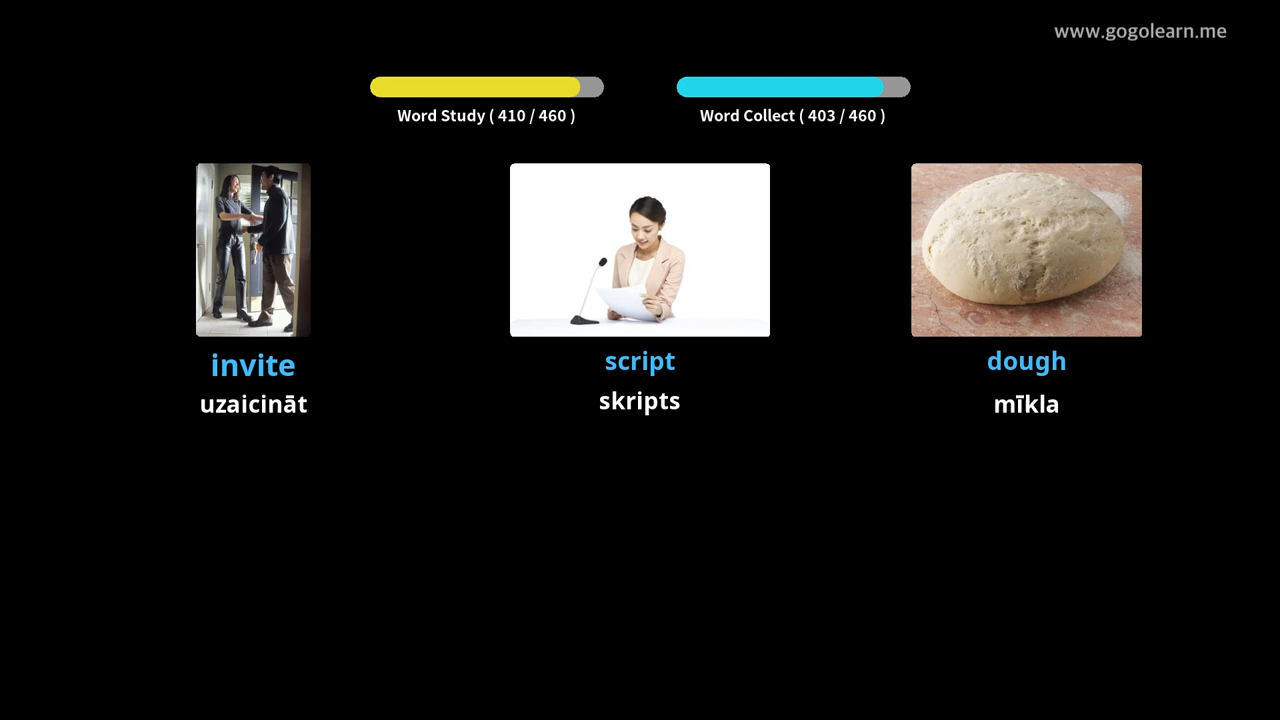 www.gogolearn.me
Word Study ( 410 / 460 )
Word Collect ( 403 / 460 )
invite
uzaicināt
script
skripts
dough
mīkla